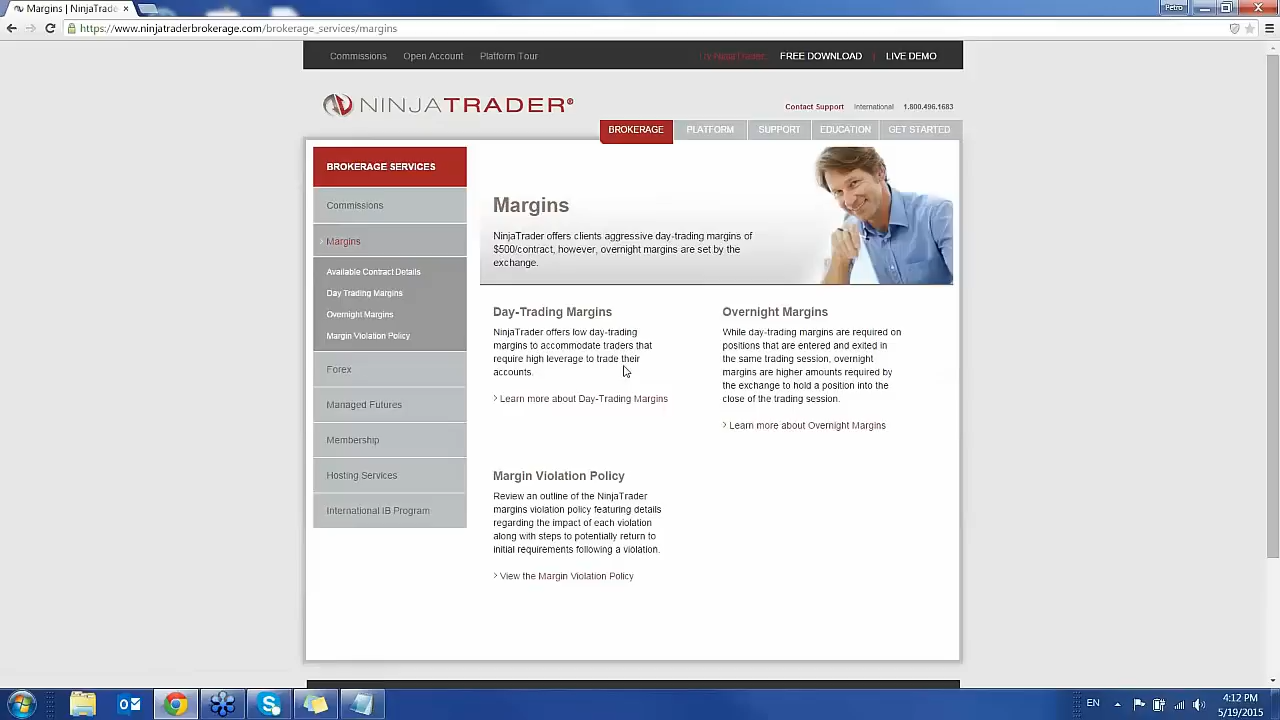 Margins | NinjaTrade
Petro
https://www.ninjatraderbrokerage.com/brokerage_services/margins
Commissions Open Account Platform Tour FREE DOWNLOAD | LIVE DEMO
NINJATRADER®
Contact Support International 1.800.496.1683
BROKERAGE PLATFORM SUPPORT EDUCATION GET STARTED
BROKERAGE SERVICES
Commissions
Margins
Available Contract Details
Day Trading Margins
Overnight Margins
Margin Violation Policy
Forex
Managed Futures
Membership
Hosting Services
International IB Program
Margins
NinjaTrader offers clients aggressive day-trading margins of
$500/contract, however, overnight margins are set by the
exchange.
Day-Trading Margins
NinjaTrader offers low day-trading
margins to accommodate traders that
require high leverage to trade their
accounts.
Learn more about Day-Trading Margins
Overnight Margins
While day-trading margins are required on
positions that are entered and exited in
the same trading session, overnight
margins are higher amounts required by
the exchange to hold a position into the
close of the trading session.
Learn more about Overnight Margins
Margin Violation Policy
Review an outline of the NinjaTrader
margins violation policy featuring details
regarding the impact of each violation
along with steps to potentially return to
initial requirements following a violation.
View the Margin Violation Policy
EN
4:12 PM
5/19/2015